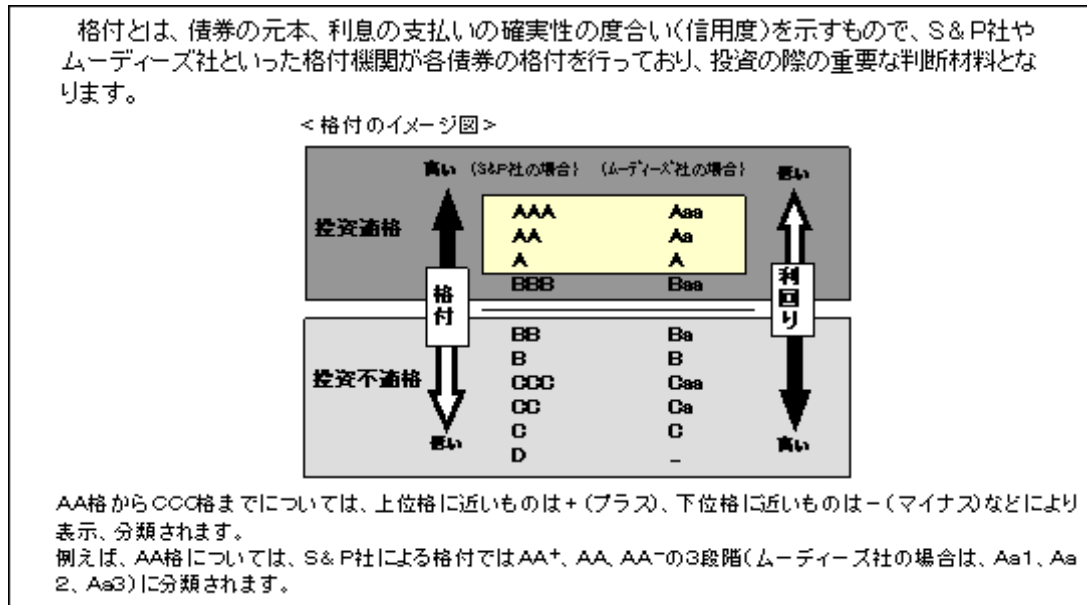 格付とは、債券の元本、利息の支払いの確実性の度合い(信用度)を示すもので、S&P社や
ムーディーズ社といった格付機関が各債券の格付を行っており、投資の際の重要な判断材料とな
ります。
<格付のイメージ図>
高い (S&P社の場合) (ムーディーズ社の場合) 低い
AAA Aaa
投資適格 AA Aa
A A
BBB Baa
格付
利回り
BB Ba
B B
投資不適格 CCC Caa
CC Ca
C C
低い 高い
D –
AA格からCCC格までについては、上位格に近いものは+(プラス)、下位格に近いものは−(マイナス)などにより
表示、分類されます。
例えば、AA格については、S&P社による格付ではAA⁺、AA、AA⁻の3段階(ムーディーズ社の場合は、Aa1、Aa
2、Aa3)に分類されます。